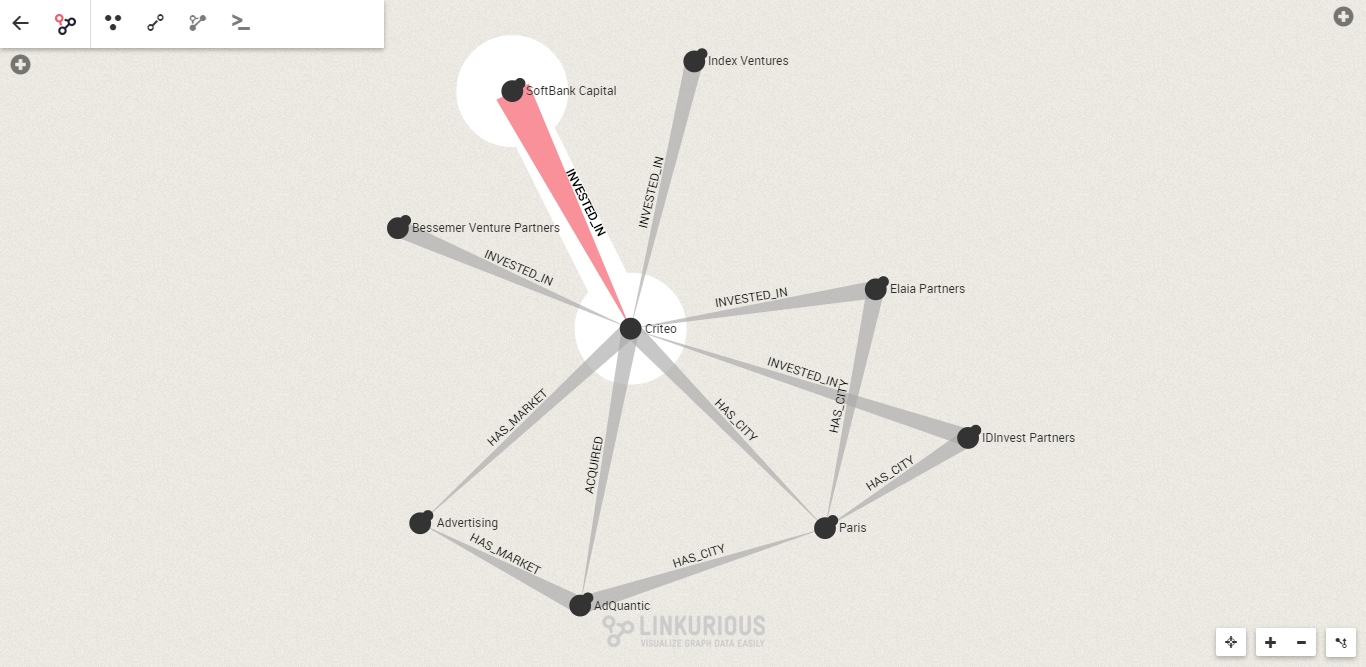 Index Ventures
SoftBank Capital
INVESTED_IN
INVESTED_IN
Bessemer Venture Partners
INVESTED_IN
Elaia Partners
INVESTED_IN
Criteo
INVESTED_IN
HAS_CITY
HAS_MARKET
HAS_CITY
IDInvest Partners
ACQUIRED
HAS_CITY
Advertising
Paris
HAS_MARKET
HAS_CITY
AdQuantic
LINKURIOUS
VISUALIZE GRAPH DATA EASILY